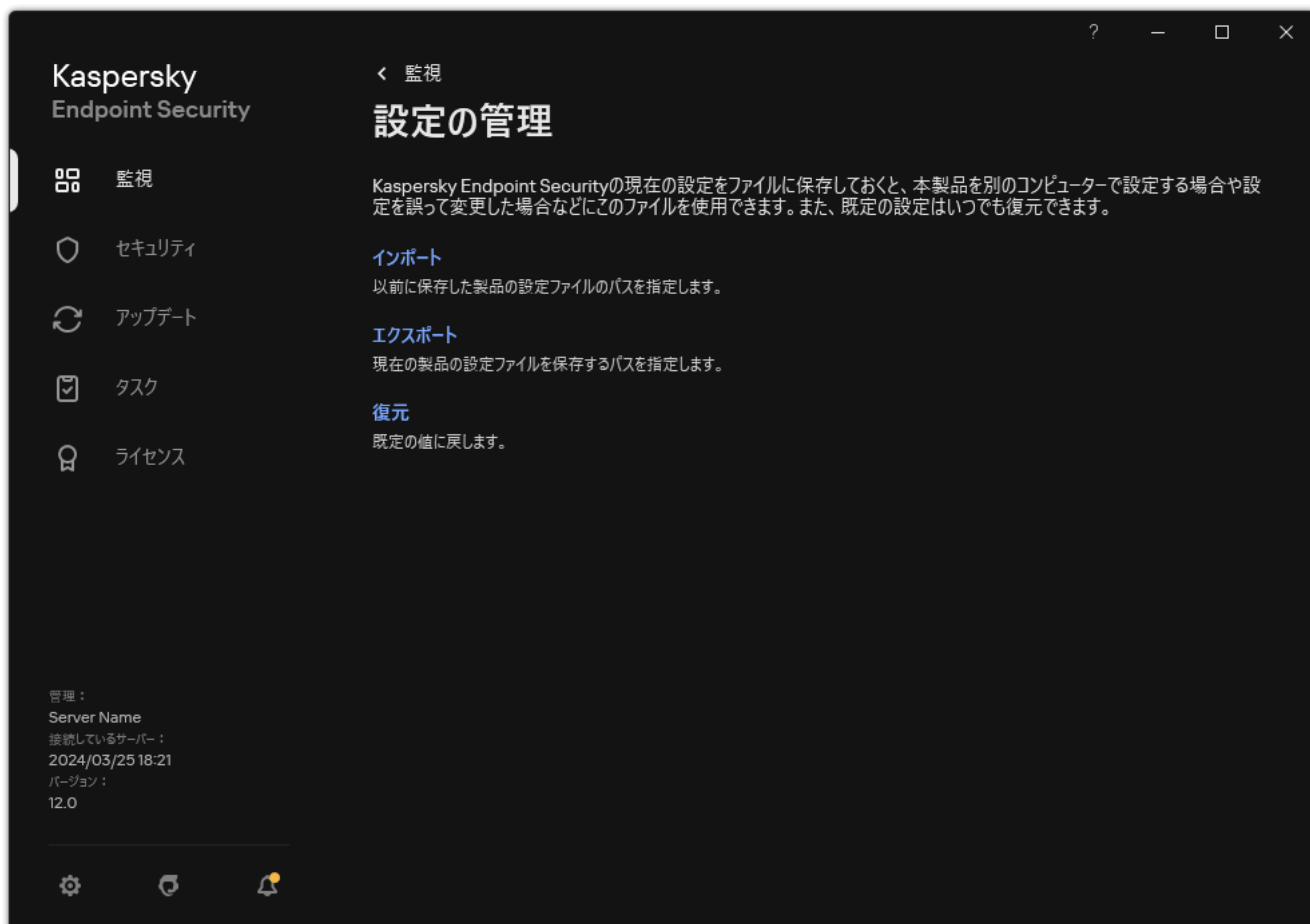 ?
Kaspersky
Endpoint Security
監視
セキュリティ
アップデート
タスク
ライセンス
管理：
Server Name
接続しているサーバー：
2024/03/25 18:21
バージョン：
12.0
監視
設定の管理
Kaspersky Endpoint Securityの現在の設定をファイルに保存しておくと、本製品を別のコンピューターで設定する場合や設
定を誤って変更した場合などにこのファイルを使用できます。また、既定の設定はいつでも復元できます。
インポート
以前に保存した製品の設定ファイルのパスを指定します。
エクスポート
現在の製品の設定ファイルを保存するパスを指定します。
復元
既定の値に戻します。